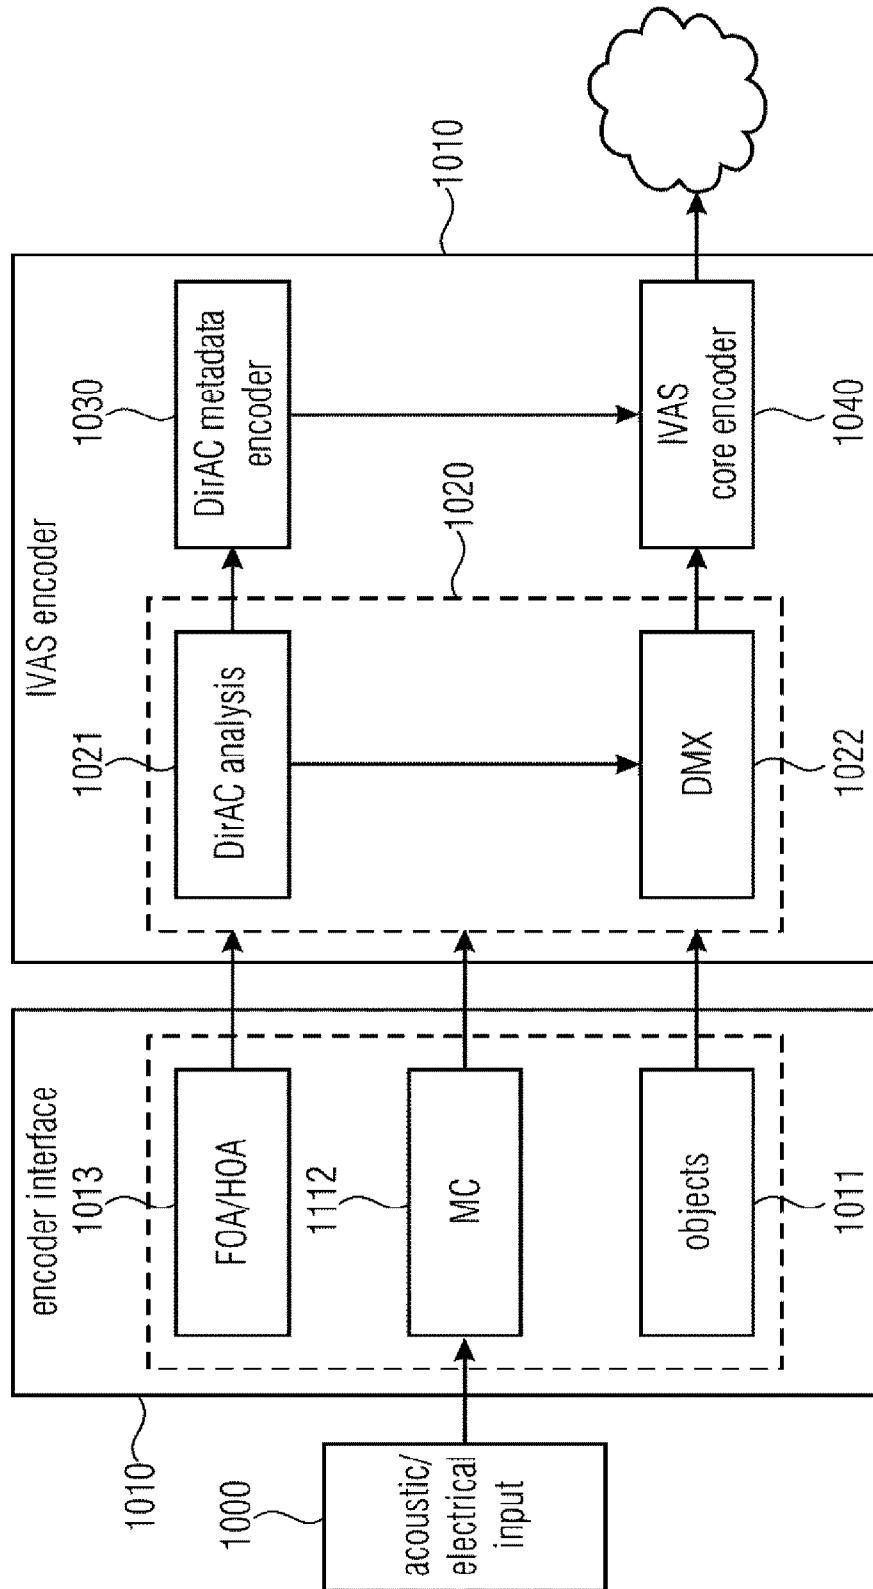 1000
acoustic/
electrical
input
1010
encoder interface
1013
FOA/HOA
1112
MC
objects
1011
IVAS encoder
1010
1021
DirAC analysis
1020
DMX
1022
1030
DirAC metadata
encoder
IVAS
core encoder
1040